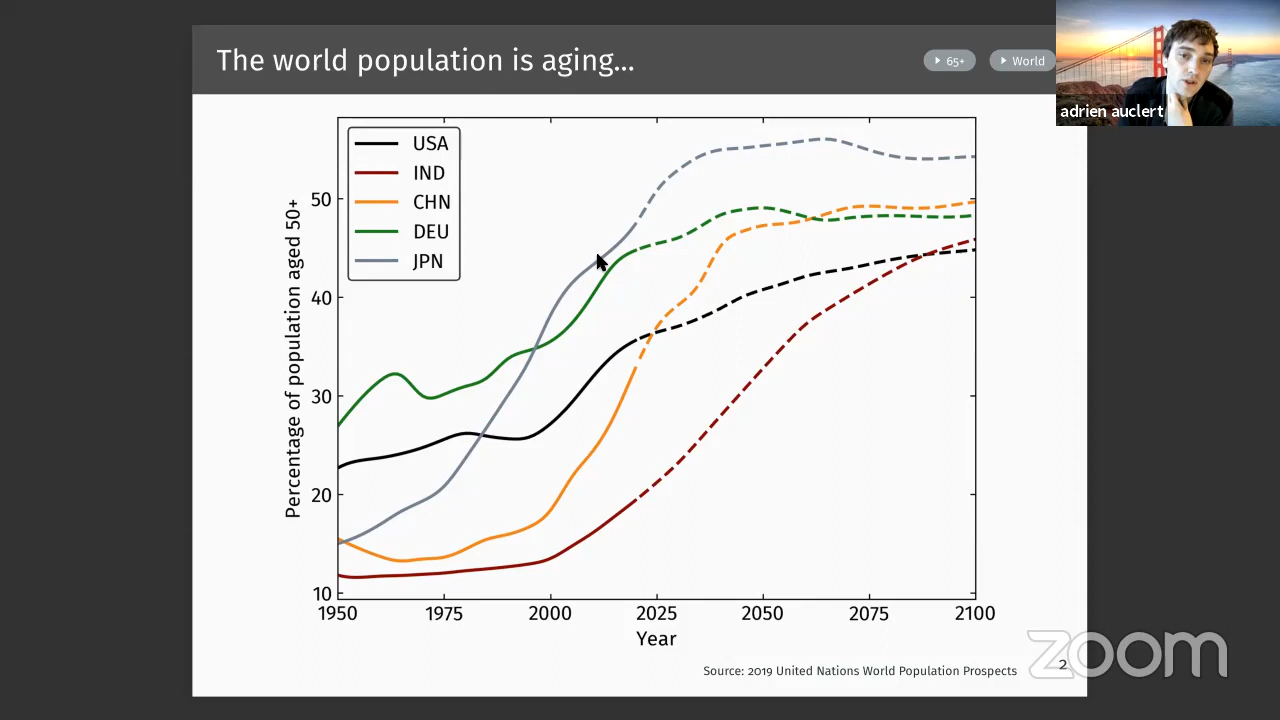 The world population is aging...
65+
World
adrien auclert
USA
IND
CHN
DEU
JPN
Percentage of population aged 50+
50
40
30
20
10
1950
1975
2000
2025
2050
2075
2100
Year
Source: 2019 United Nations World Population Prospects
2
zoom